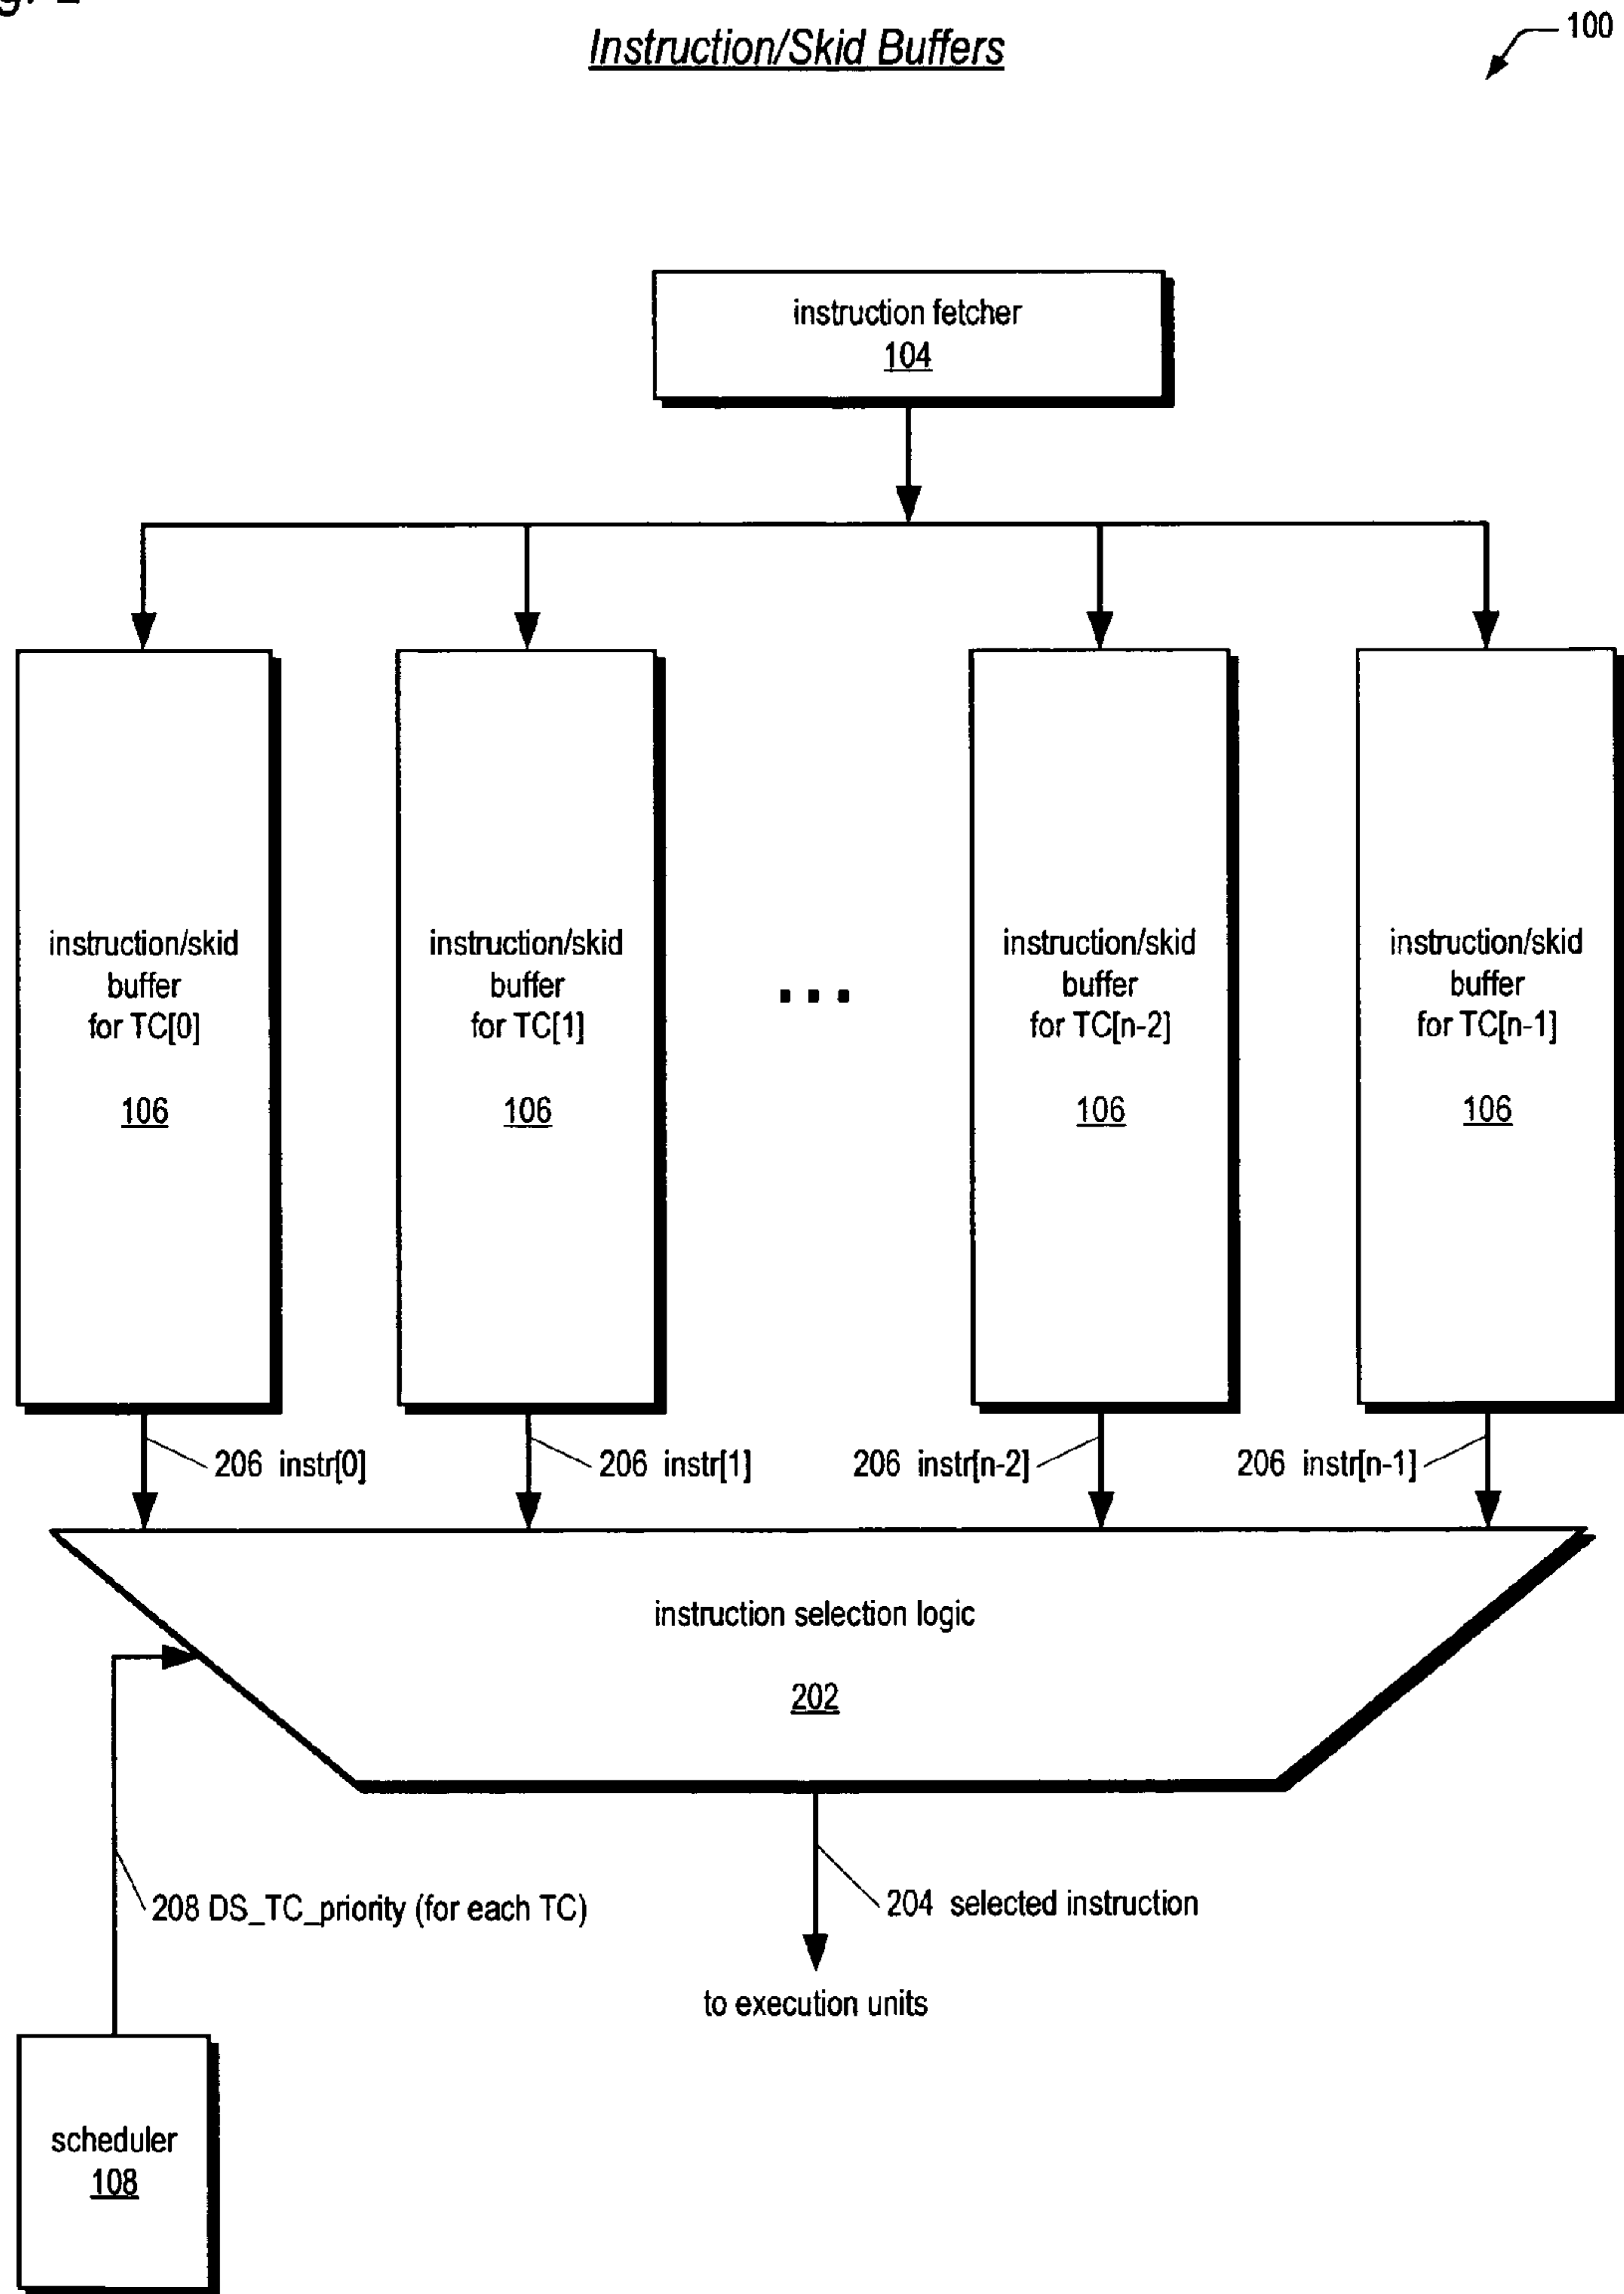 Instruction/Skid Buffers
100
instruction fetcher
104
instruction/skid
buffer
for TC[0]
106
instruction/skid
buffer
for TC[1]
106
...
instruction/skid
buffer
for TC[n-2]
106
instruction/skid
buffer
for TC[n-1]
106
206 instr[0]
206 instr[1]
206 instr[n-2]
206 instr[n-1]
instruction selection logic
202
208 DS_TC_priority (for each TC)
204 selected instruction
to execution units
scheduler
108